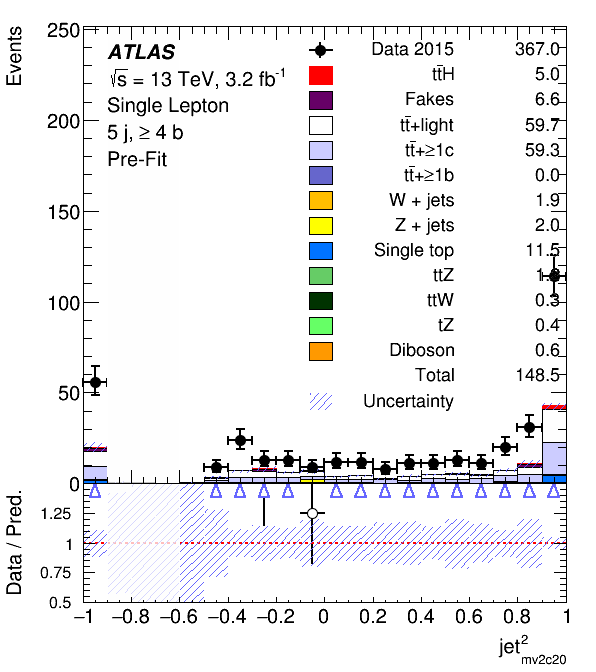 Events
250
200
150
100
50
0
ATLAS
√s = 13 TeV, 3.2 fb⁻¹
Single Lepton
5 j, ≥ 4 b
Pre-Fit
Data 2015 367.0
tt̄H 5.0
Fakes 6.6
tt̄+light 59.7
tt̄+≥1c 59.3
tt̄+≥1b 0.0
W + jets 1.9
Z + jets 2.0
Single top 11.5
ttZ
ttW 0.3
tZ 0.4
Diboson 0.6
Total 148.5
Uncertainty
Data / Pred.
1.25
1
0.75
0.5
−1 −0.8 −0.6 −0.4 −0.2 0 0.2 0.4 0.6 0.8 1
jet²mv2c20